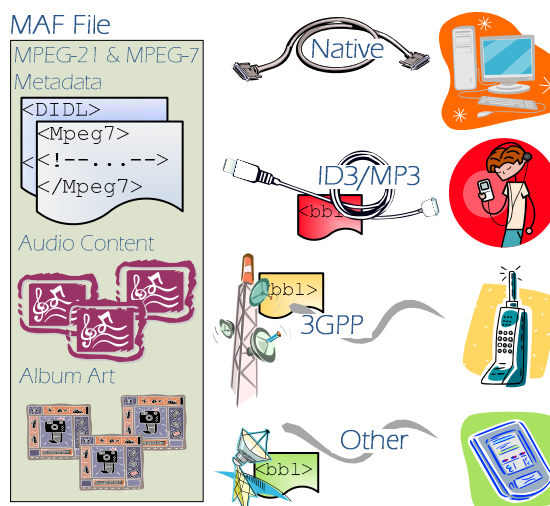 MAF File
MPEG-21 & MPEG-7
Metadata
<DIDL>
<Mpeg7>
<<!--...-->
</Mpeg7>
Audio Content
Album Art
Native
ID3/MP3
<bbl
<bbl>
3GPP
Other
<bbl>